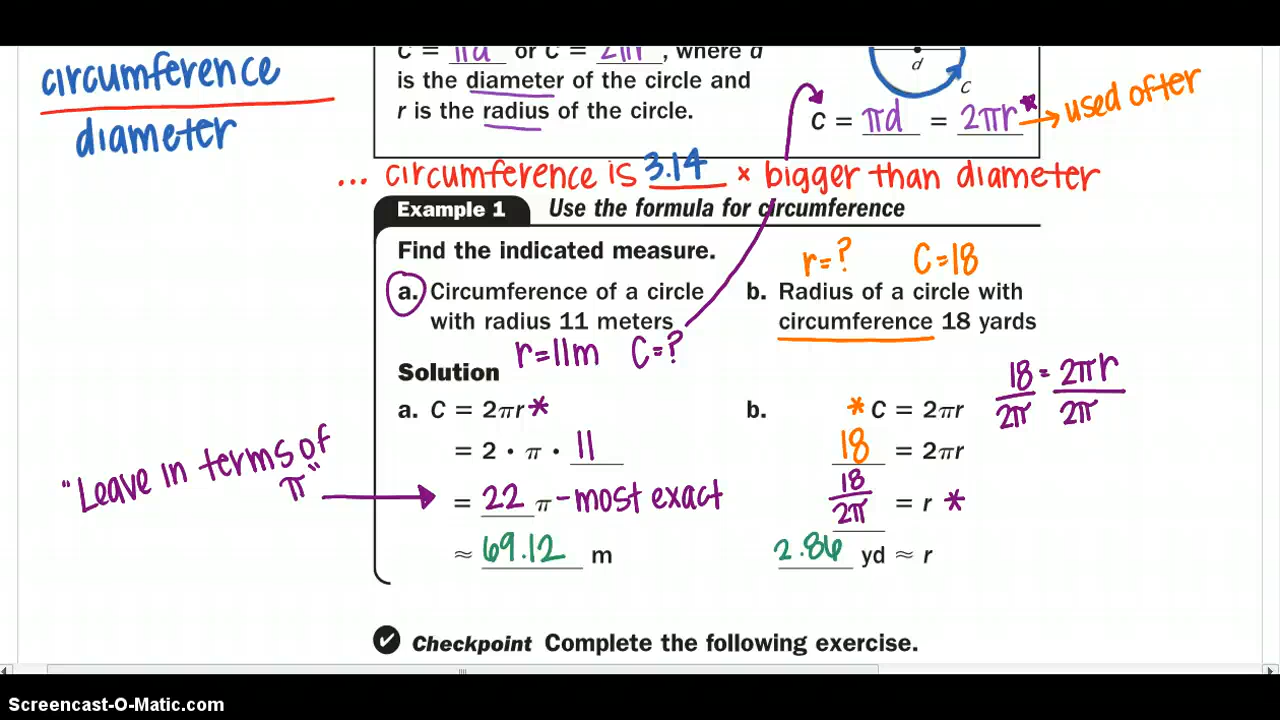 circumference
diameter
C = πd or C = 2πr, where d
is the diameter of the circle and
r is the radius of the circle.
d
C
C = πd = 2πr* → used often
... circumference is 3.14 × bigger than diameter
Example 1 Use the formula for circumference
Find the indicated measure.
r=? C=18
a. Circumference of a circle
with radius 11 meters
r=11m C=?
b. Radius of a circle with
circumference 18 yards
Solution
18 = 2πr
2π 2π
a. C = 2πr*
= 2 · π · 11
"Leave in terms of
π"
= 22 π - most exact
≈ 69.12 m
b. * C = 2πr
18 = 2πr
18
2π = r *
2.86 yd ≈ r
✔ Checkpoint Complete the following exercise.
Screencast-O-Matic.com